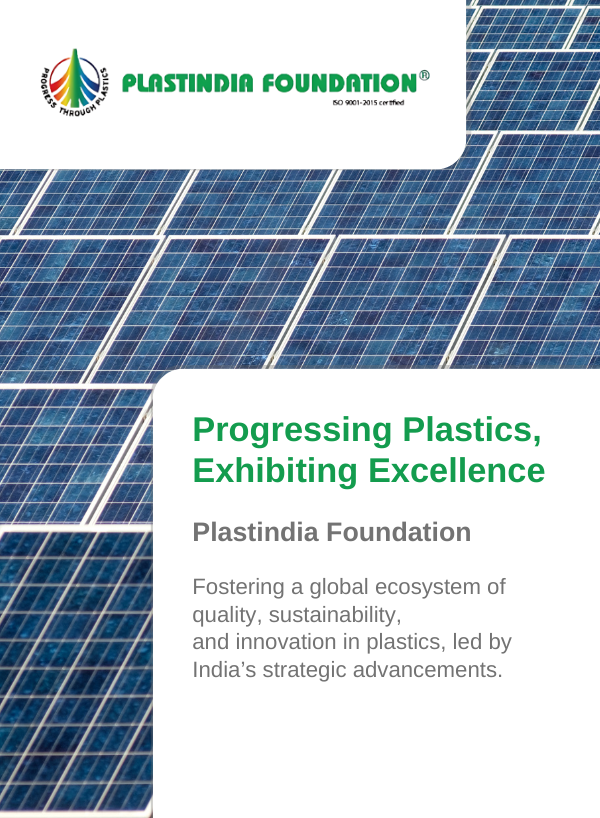 PROGRESS THROUGH PLASTICS
PLASTINDIA FOUNDATION®
ISO 9001-2015 certified
Progressing Plastics,
Exhibiting Excellence
Plastindia Foundation
Fostering a global ecosystem of
quality, sustainability,
and innovation in plastics, led by
India’s strategic advancements.